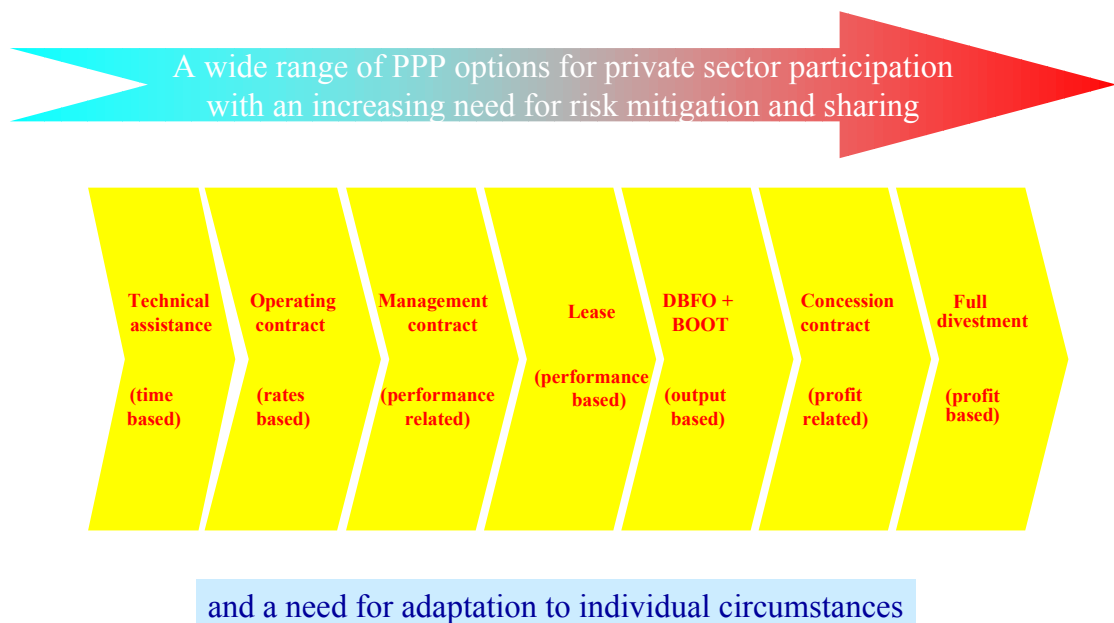 A wide range of PPP options for private sector participation
with an increasing need for risk mitigation and sharing
Technical
assistance
(time
based)
Operating
contract
(rates
based)
Management
contract
(performance
related)
Lease
(performance
based)
DBFO +
BOOT
(output
based)
Concession
contract
(profit
related)
Full
divestment
(profit
based)
and a need for adaptation to individual circumstances